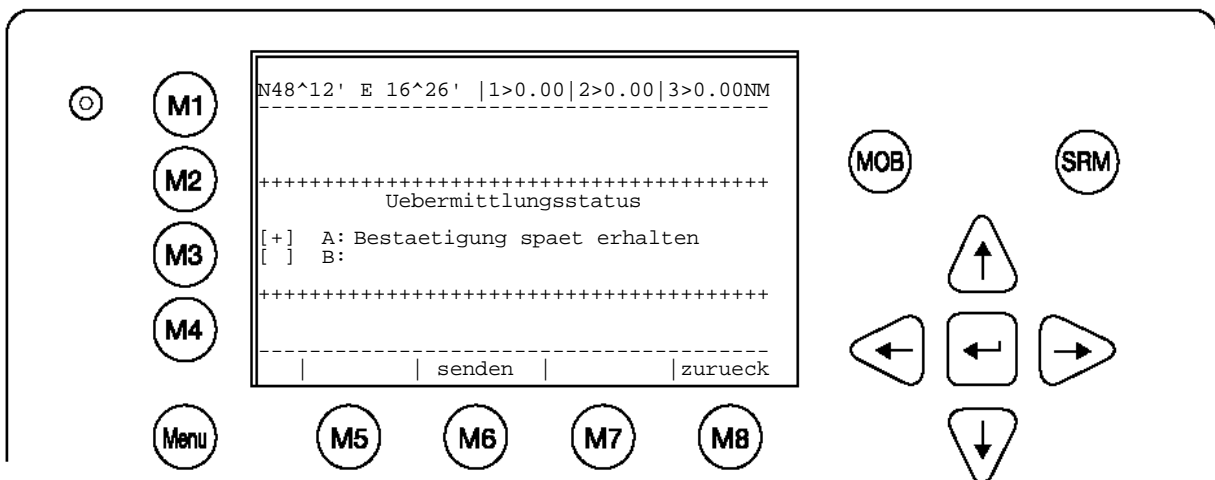 M1
N48^12' E 16^26' |1>0.00|2>0.00|3>0.00NM
----------------------------------------
MOB
SRM
M2
++++++++++++++++++++++++++++++++++++++++
Uebermittlungsstatus
M3
[+] A: Bestaetigung spaet erhalten
[ ] B:
++++++++++++++++++++++++++++++++++++++++
M4
----------------------------------------
| | senden | |zurueck
Menu
M5
M6
M7
M8